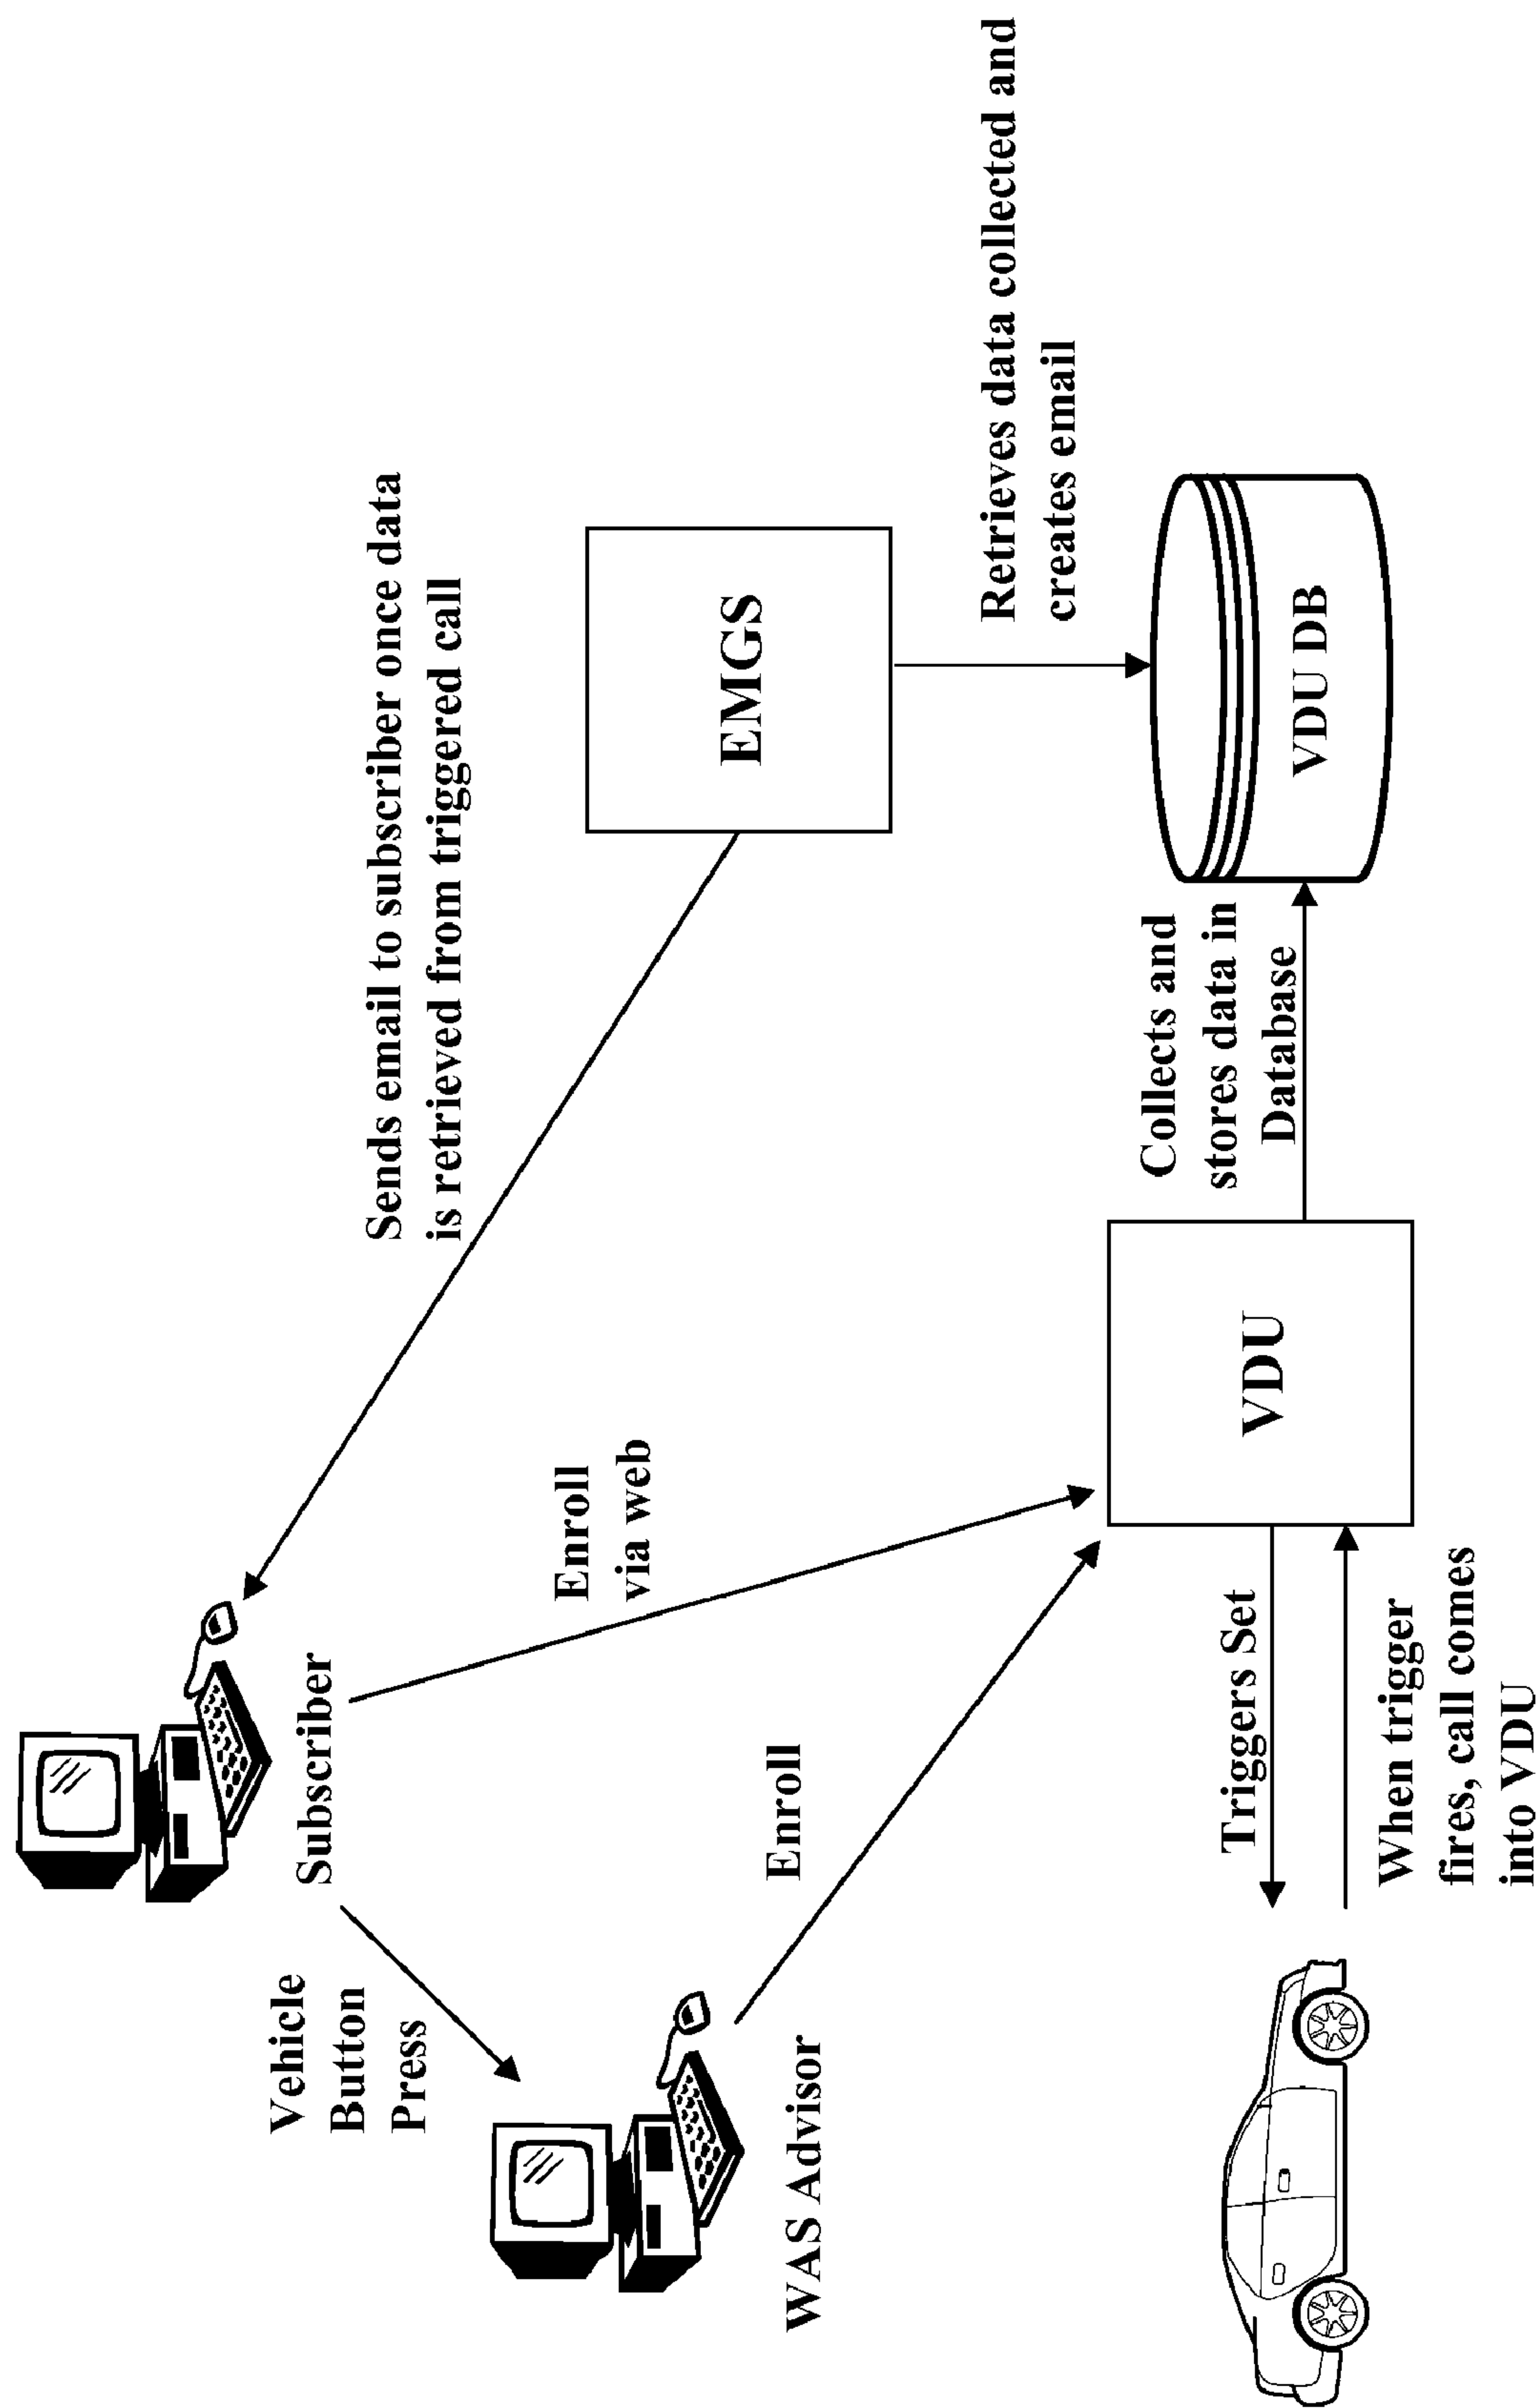 Subscriber
Sends email to subscriber once data
is retrieved from triggered call
Vehicle
Button
Press
Enroll
via web
EMGS
WAS Advisor
Enroll
Retrieves data collected and
creates email
Triggers Set
VDU
Collects and
stores data in
Database
VDU DB
When trigger
fires, call comes
into VDU